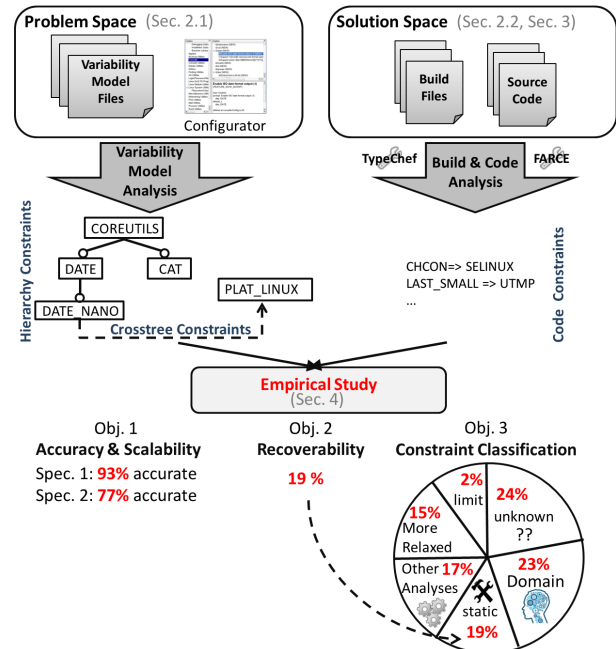 Problem Space (Sec. 2.1)
Variability
Model
Files
Configurator
Solution Space (Sec. 2.2, Sec. 3)
Build
Files
Source
Code
Variability
Model
Analysis
TypeChef
Build & Code
Analysis
FARCE
Hierarchy Constraints
COREUTILS
DATE
CAT
DATE_NANO
PLAT_LINUX
Crosstree Constraints
CHCON=> SELINUX
LAST_SMALL => UTMP
...
Code Constraints
Empirical Study
(Sec. 4)
Obj. 1
Accuracy & Scalability
Spec. 1: 93% accurate
Spec. 2: 77% accurate
Obj. 2
Recoverability
19 %
Obj. 3
Constraint Classification
2%
limit
24%
unknown
??
15%
More
Relaxed
23%
Domain
Other 17%
Analyses
static
19%